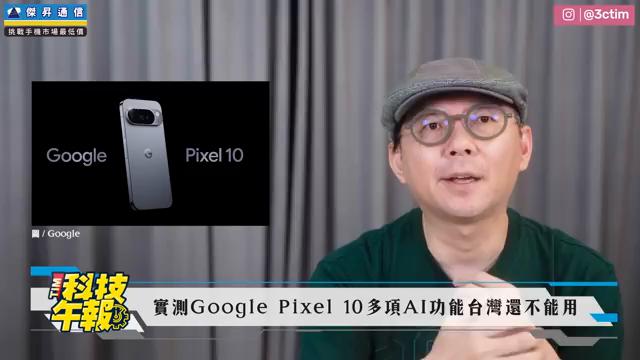 傑昇通信
挑戰手機市場最低價
@3ctim
Google Pixel 10
圖 / Google
TIM
科技
午報
實測Google Pixel 10多項AI功能台灣還不能用